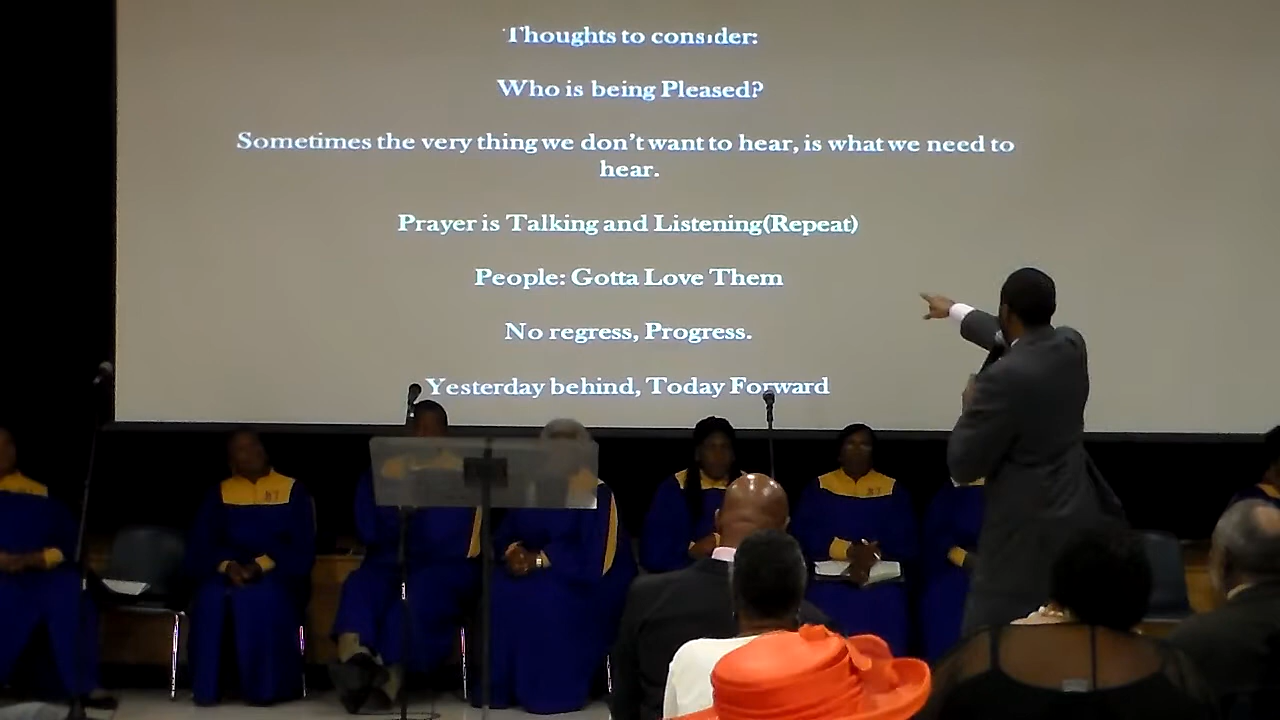 Thoughts to consider:
Who is being Pleased?
Sometimes the very thing we don't want to hear, is what we need to
hear.
Prayer is Talking and Listening(Repeat)
People: Gotta Love Them
No regress, Progress.
Yesterday behind, Today Forward